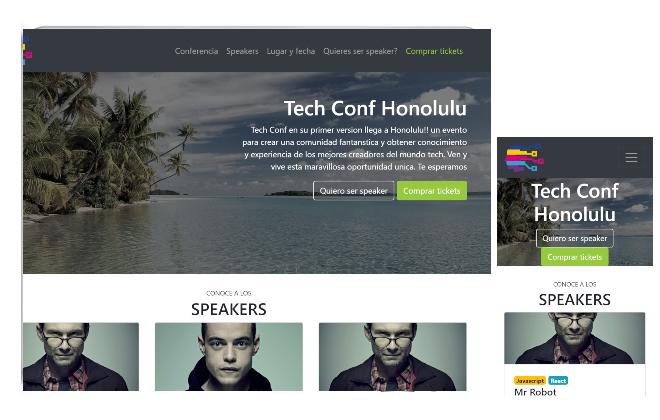 Conferencia Speakers Lugar y fecha Quieres ser speaker? Comprar tickets
Tech Conf Honolulu
Tech Conf en su primer version llega a Honolulu!! un evento
para crear una comunidad fantanstica y obtener conocimiento
y experiencia de los mejores creadores del mundo tech. Ven y
vive esta maravillosa oportunidad unica. Te esperamos
Quiero ser speaker Comprar tickets
CONOCE A LOS
SPEAKERS
Tech Conf
Honolulu
Quiero ser speaker
Comprar tickets
CONOCE A LOS
SPEAKERS
Javascript React
Mr Robot